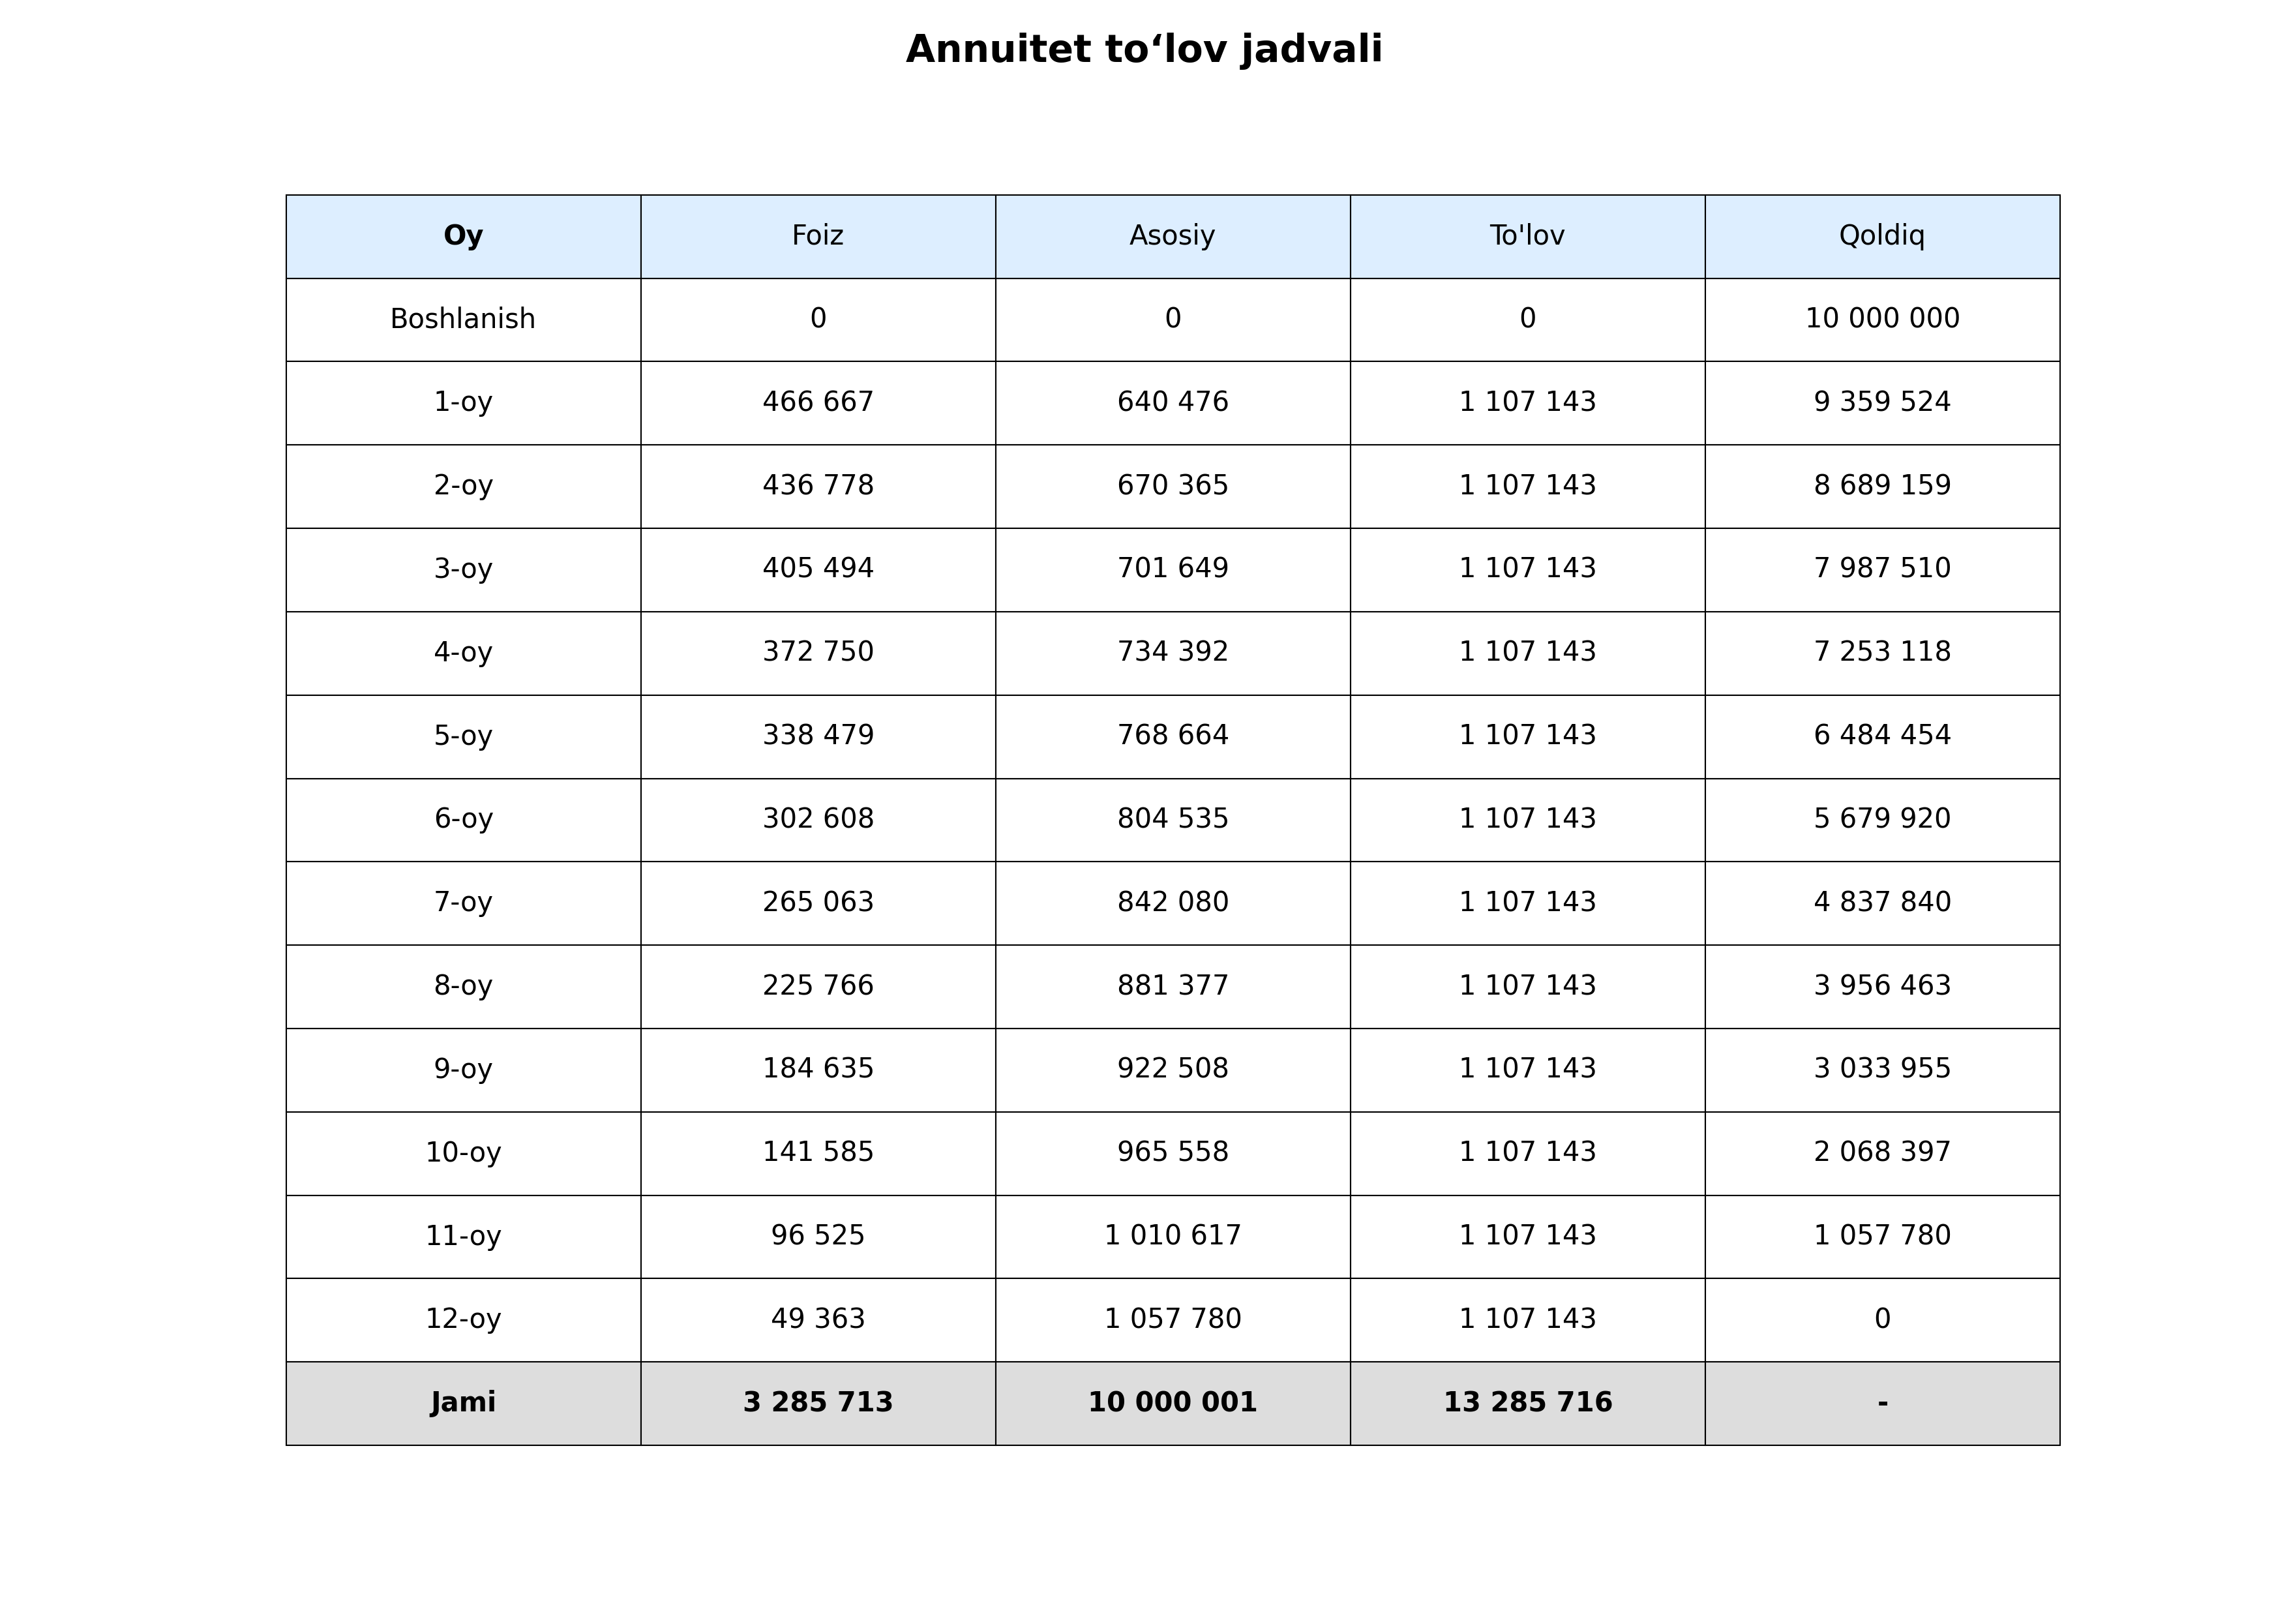 Annuitet to‘lov jadvali
Oy Foiz Asosiy To'lov Qoldiq
Boshlanish 0 0 0 10 000 000
1-oy 466 667 640 476 1 107 143 9 359 524
2-oy 436 778 670 365 1 107 143 8 689 159
3-oy 405 494 701 649 1 107 143 7 987 510
4-oy 372 750 734 392 1 107 143 7 253 118
5-oy 338 479 768 664 1 107 143 6 484 454
6-oy 302 608 804 535 1 107 143 5 679 920
7-oy 265 063 842 080 1 107 143 4 837 840
8-oy 225 766 881 377 1 107 143 3 956 463
9-oy 184 635 922 508 1 107 143 3 033 955
10-oy 141 585 965 558 1 107 143 2 068 397
11-oy 96 525 1 010 617 1 107 143 1 057 780
12-oy 49 363 1 057 780 1 107 143 0
Jami 3 285 713 10 000 001 13 285 716 -